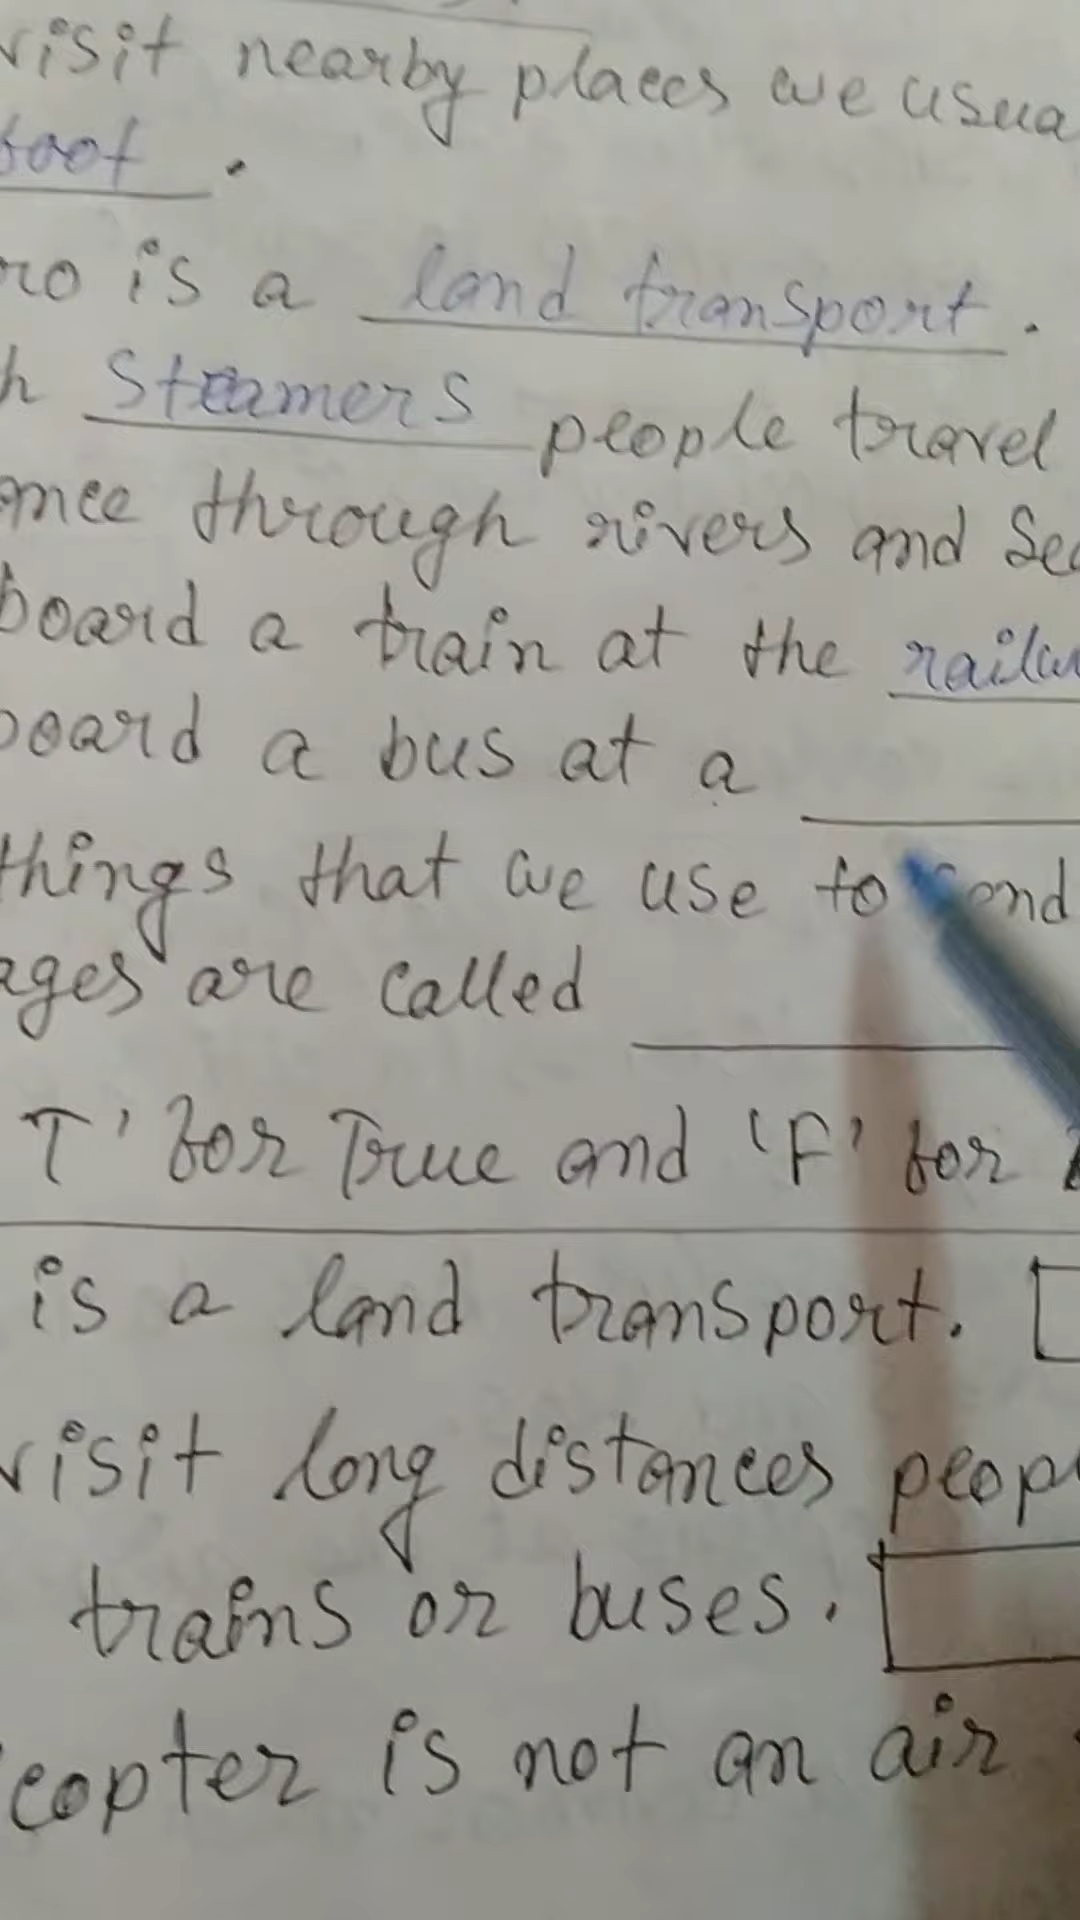 visit nearby places we usua
foot .
ro is a land transport .
h Steamers people travel
ance through rivers and Sea
board a train at the railw
board a bus at a
things that we use to send
ages are called
T' for True and 'F' for
is a land transport.
visit long distances peopl
trains or buses.
copter is not an air